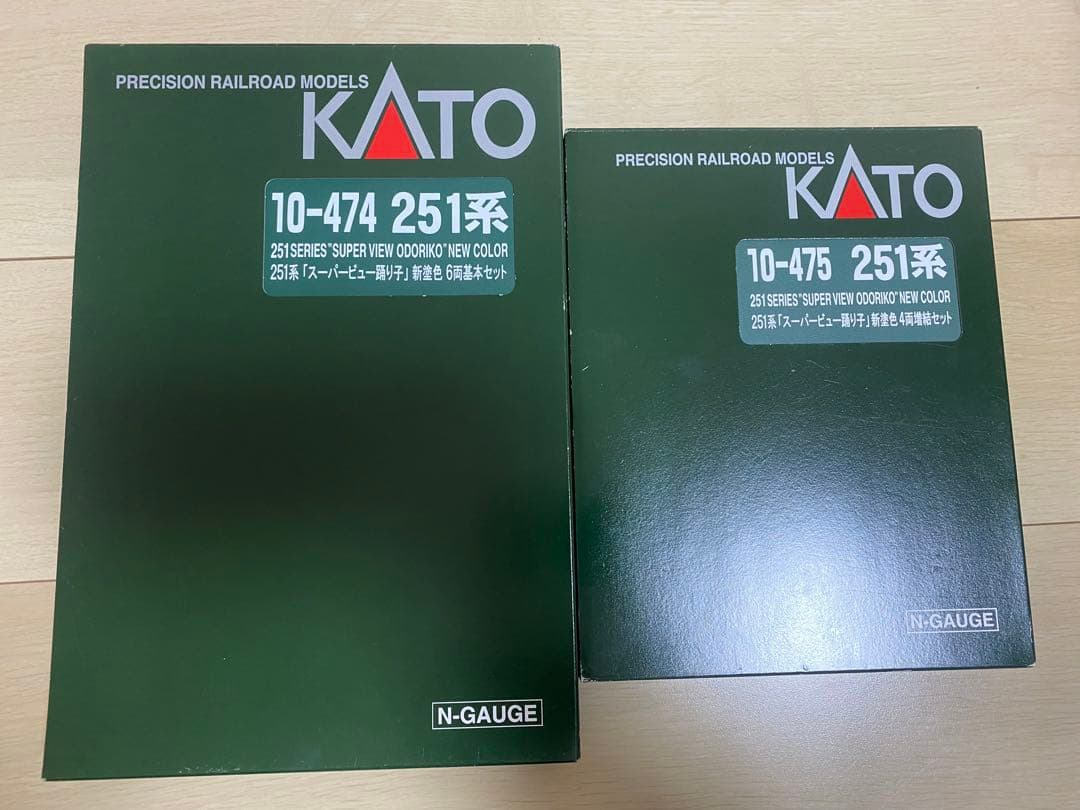 PRECISION RAILROAD MODELS
KATO
10-474 251系
251 SERIES "SUPER VIEW ODORIKO" NEW COLOR
251系「スーパービュー踊り子」新塗色 6両基本セット
N-GAUGE
PRECISION RAILROAD MODELS
KATO
10-475 251系
251 SERIES "SUPER VIEW ODORIKO" NEW COLOR
251系「スーパービュー踊り子」新塗色 4両増結セット
N-GAUGE